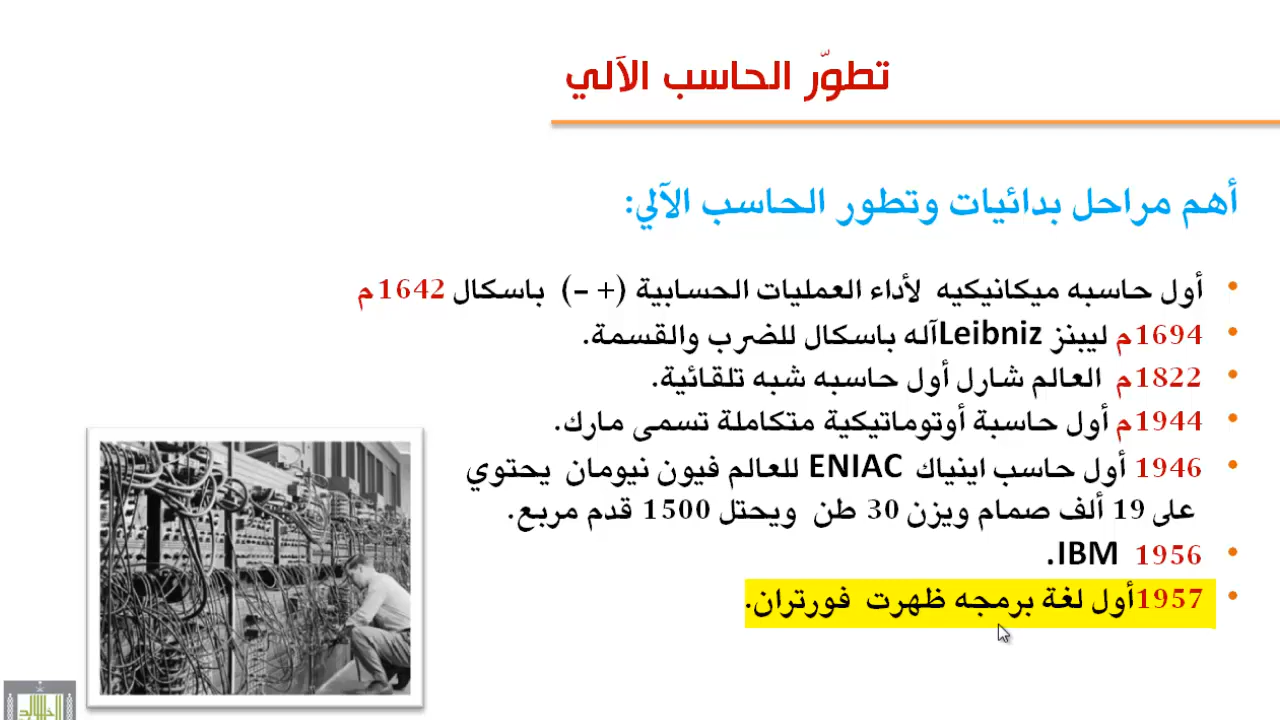 تطوّر الحاسب الآلي
أهم مراحل بدائيات وتطور الحاسب الآلي:
• أول حاسبه ميكانيكيه لأداء العمليات الحسابية (+ –) باسكال 1642م
• 1694م ليبنز Leibniz آله باسكال للضرب والقسمة.
• 1822م العالم شارل أول حاسبه شبه تلقائية.
• 1944م أول حاسبة أوتوماتيكية متكاملة تسمى مارك.
• 1946 أول حاسب اينياك ENIAC للعالم فيون نيومان يحتوي
على 19 ألف صمام ويزن 30 طن ويحتل 1500 قدم مربع.
• 1956 IBM.
• 1957أول لغة برمجه ظهرت فورتران.